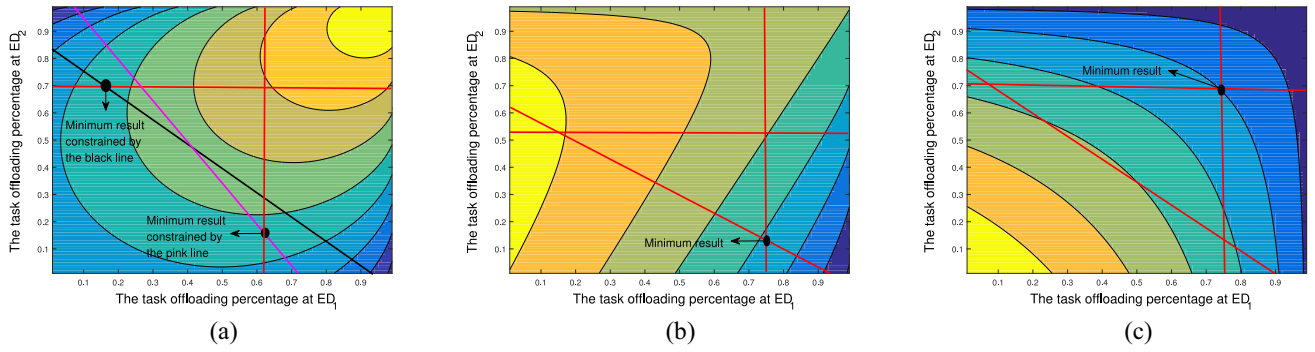 The task offloading percentage at ED2
0.9
0.8
0.7
0.6
0.5
0.4
0.3
0.2
0.1
Minimum result
constrained by
the black line
Minimum result
constrained by
the pink line
0.1 0.2 0.3 0.4 0.5 0.6 0.7 0.8 0.9
The task offloading percentage at ED1
(a)
The task offloading percentage at ED2
0.9
0.8
0.7
0.6
0.5
0.4
0.3
0.2
0.1
Minimum result
0.1 0.2 0.3 0.4 0.5 0.6 0.7 0.8 0.9
The task offloading percentage at ED1
(b)
The task offloading percentage at ED2
0.9
0.8
0.7
0.6
0.5
0.4
0.3
0.2
0.1
Minimum result
0.1 0.2 0.3 0.4 0.5 0.6 0.7 0.8 0.9
The task offloading percentage at ED1
(c)